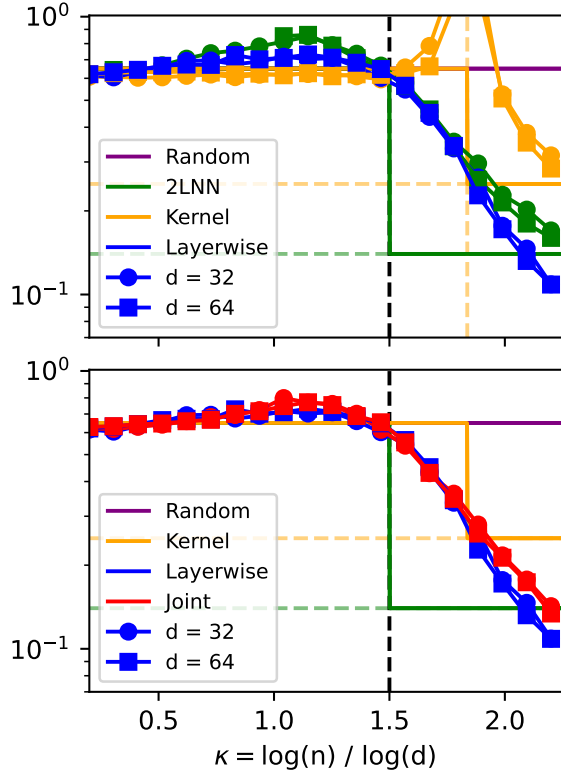 10⁰
10⁻¹
Random
2LNN
Kernel
Layerwise
d = 32
d = 64
10⁰
10⁻¹
Random
Kernel
Layerwise
Joint
d = 32
d = 64
0.5
1.0
1.5
2.0
κ = log(n) / log(d)